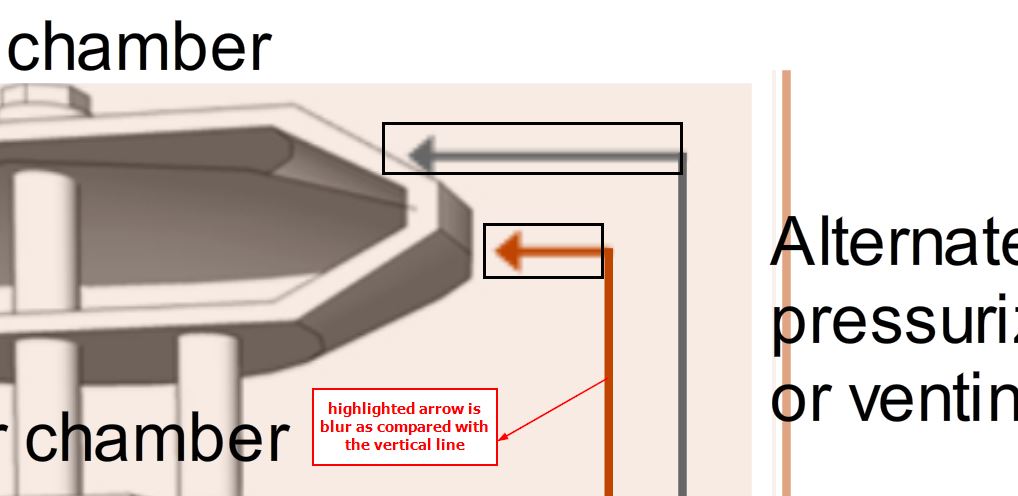 chamber
Alternate
pressuriz
or ventin
highlighted arrow is
blur as compared with
the vertical line
r chamber